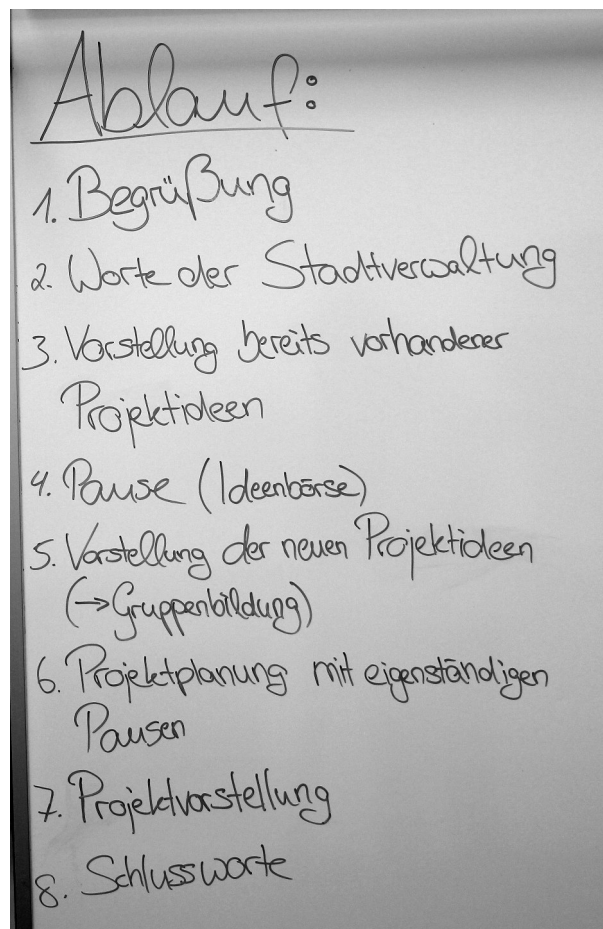 Ablauf:
1. Begrüßung
2. Worte der Stadtverwaltung
3. Vorstellung bereits vorhandener
Projektideen
4. Pause (Ideenbörse)
5. Vorstellung der neuen Projektideen
(→Gruppenbildung)
6. Projektplanung mit eigenständigen
Pausen
7. Projektvorstellung
8. Schlussworte